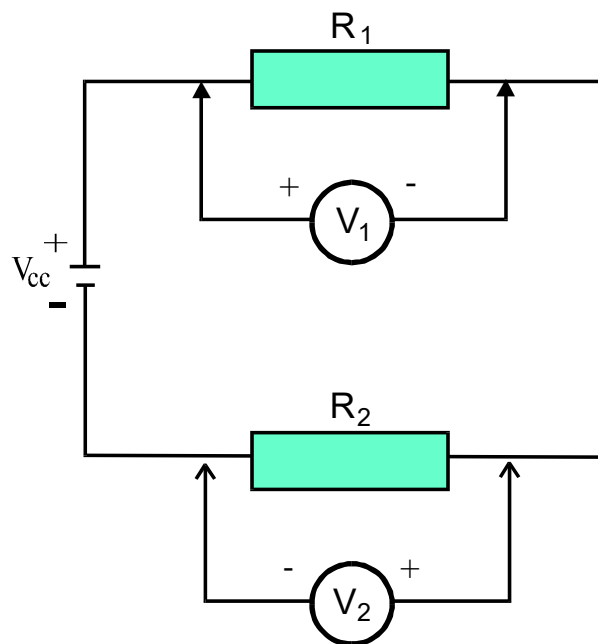 R1
+ -
V1
+
Vcc
-
R2
- +
V2